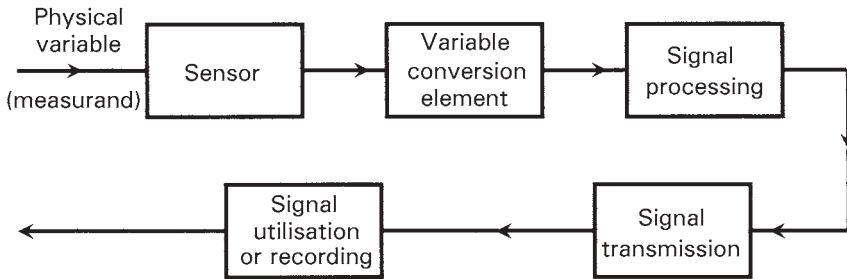 Physical
variable
(measurand)
Sensor
Variable
conversion
element
Signal
processing
Signal
utilisation
or recording
Signal
transmission